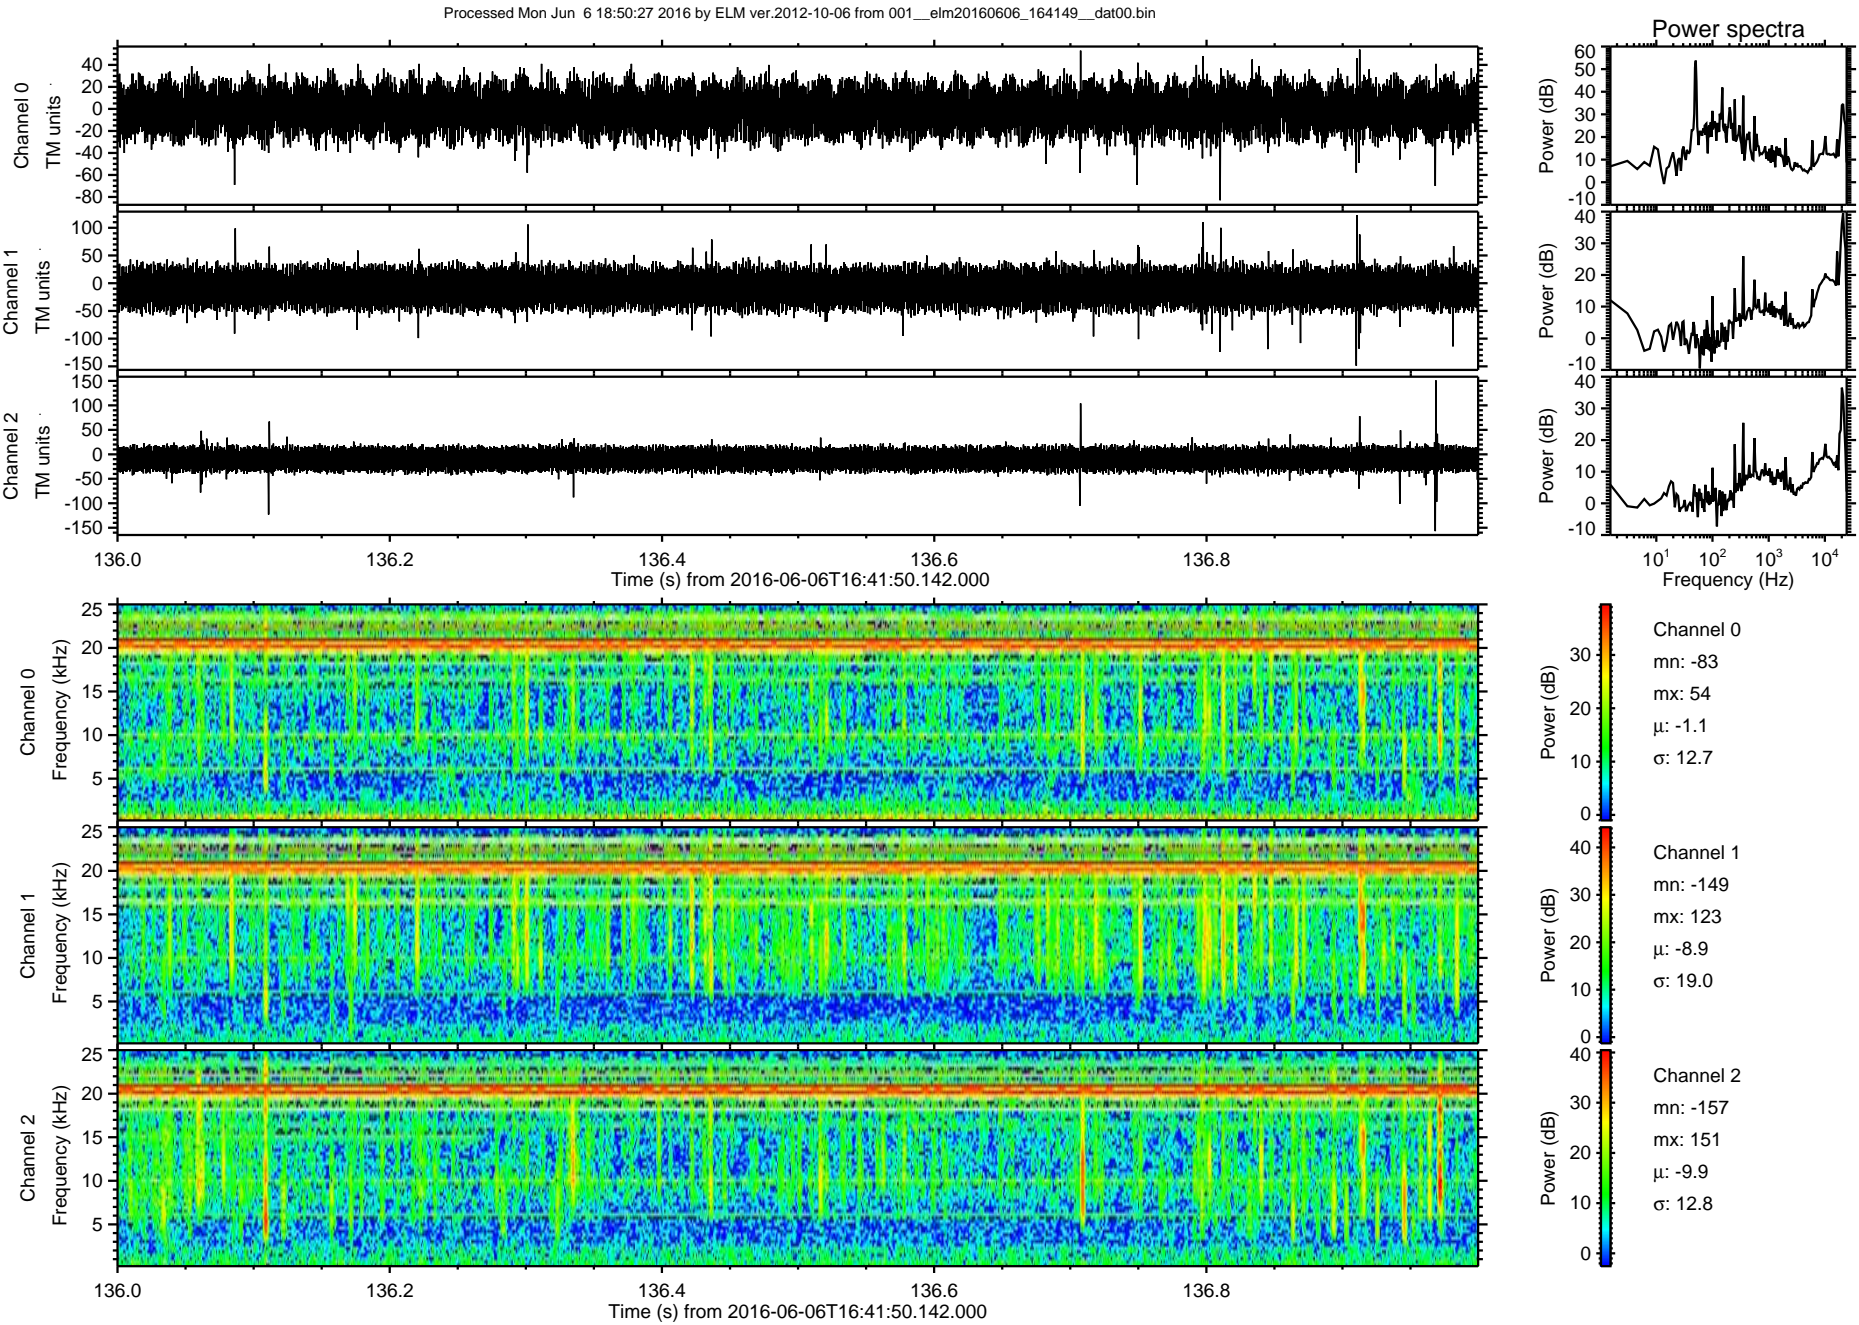 Processed Mon Jun  6 18:50:27 2016 by ELM ver.2012-10-06 from 001__elm20160606_164149__dat00.bin
Power spectra
Channel 0
TM units
40
20
0
-20
-40
-60
-80
Power (dB)
60
50
40
30
20
10
0
-10
Channel 1
TM units
100
50
0
-50
-100
-150
Power (dB)
40
30
20
10
0
-10
Channel 2
TM units
150
100
50
0
-50
-100
-150
Power (dB)
40
30
20
10
0
-10
136.0 136.2 136.4 136.6 136.8
Time (s) from 2016-06-06T16:41:50.142.000
10¹ 10² 10³ 10⁴
Frequency (Hz)
Channel 0
Frequency (kHz)
25
20
15
10
5
Power (dB)
30
20
10
0
Channel 0
mn: -83
mx: 54
μ: -1.1
σ: 12.7
Channel 1
Frequency (kHz)
25
20
15
10
5
Power (dB)
40
30
20
10
0
Channel 1
mn: -149
mx: 123
μ: -8.9
σ: 19.0
Channel 2
Frequency (kHz)
25
20
15
10
5
Power (dB)
40
30
20
10
0
Channel 2
mn: -157
mx: 151
μ: -9.9
σ: 12.8
136.0 136.2 136.4 136.6 136.8
Time (s) from 2016-06-06T16:41:50.142.000